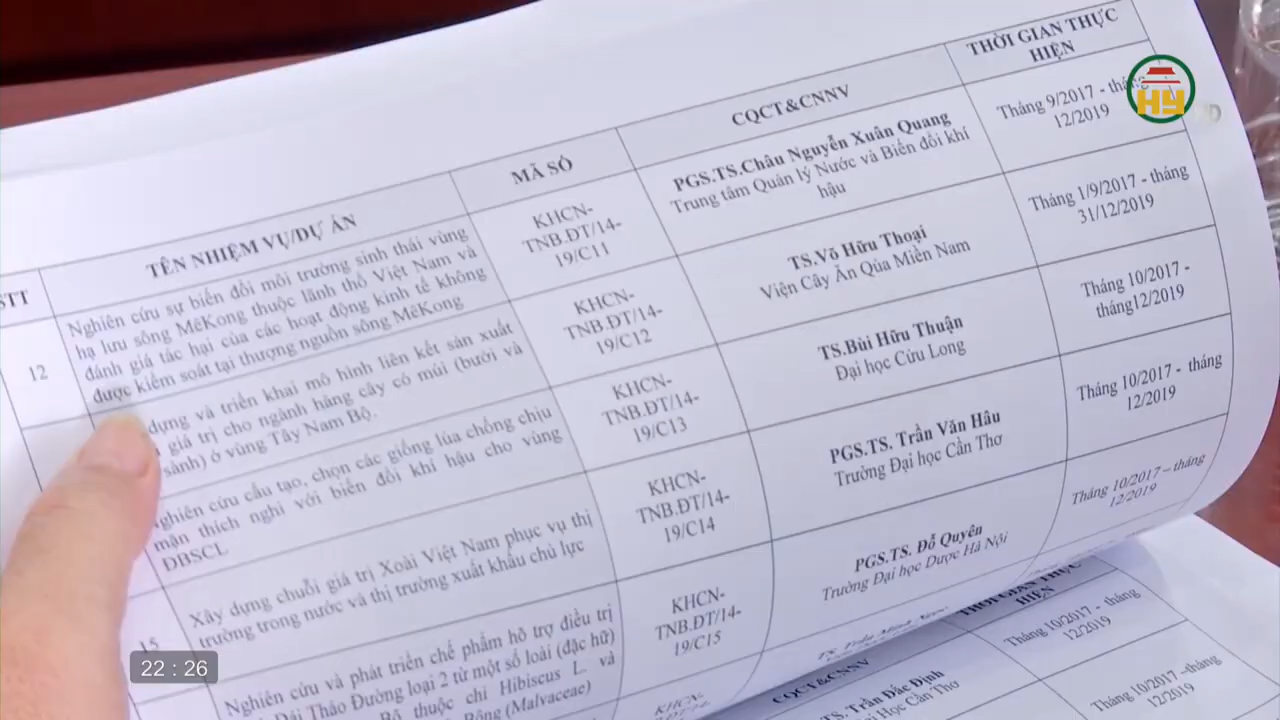 STT
TÊN NHIỆM VỤ/DỰ ÁN
MÃ SỐ
CQCT&CNNV
THỜI GIAN THỰC
HIỆN
12
Nghiên cứu sự biến đổi môi trường sinh thái vùng
hạ lưu sông MêKong thuộc lãnh thổ Việt Nam và
đánh giá tác hại của các hoạt động kinh tế không
được kiểm soát tại thượng nguồn sông MêKong
KHCN-
TNB.ĐT/14-
19/C11
PGS.TS.Châu Nguyễn Xuân Quang
Trung tâm Quản lý Nước và Biến đổi khí
hậu
Tháng 9/2017 - tháng
12/2019
dựng và triển khai mô hình liên kết sản xuất
giá trị cho ngành hàng cây có múi (bưởi và
sành) ở vùng Tây Nam Bộ.
KHCN-
TNB.ĐT/14-
19/C12
TS.Võ Hữu Thoại
Viện Cây Ăn Qủa Miền Nam
Tháng 1/9/2017 - tháng
31/12/2019
Nghiên cứu cấu tạo, chọn các giống lúa chống chịu
mặn thích nghi với biến đổi khí hậu cho vùng
ĐBSCL
KHCN-
TNB.ĐT/14-
19/C13
TS.Bùi Hữu Thuận
Đại học Cửu Long
Tháng 10/2017 -
tháng12/2019
15
Xây dựng chuỗi giá trị Xoài Việt Nam phục vụ thị
trường trong nước và thị trường xuất khẩu chủ lực
KHCN-
TNB.ĐT/14-
19/C14
PGS.TS. Trần Văn Hâu
Trường Đại học Cần Thơ
Tháng 10/2017 - tháng
12/2019
Nghiên cứu và phát triển chế phẩm hỗ trợ điều trị
Đái Tháo Đường loại 2 từ một số loài (đặc hữ)
Bộ thuộc chi Hibiscus L. và
Bông (Malvaceae)
KHCN-
TNB.ĐT/14-
19/C15
PGS.TS. Đỗ Quyên
Trường Đại học Dược Hà Nội
Tháng 10/2017 – tháng
12/2019
KHCN-
THỜI GIAN THỰC
HIỆN
CQCT&CNNV
Tháng 10/2017 - tháng
12/2019
TS. Trần Đắc Định
Trường Đại học Cần Thơ
Tháng 10/2017 - tháng
12/2019
HY
22 : 26